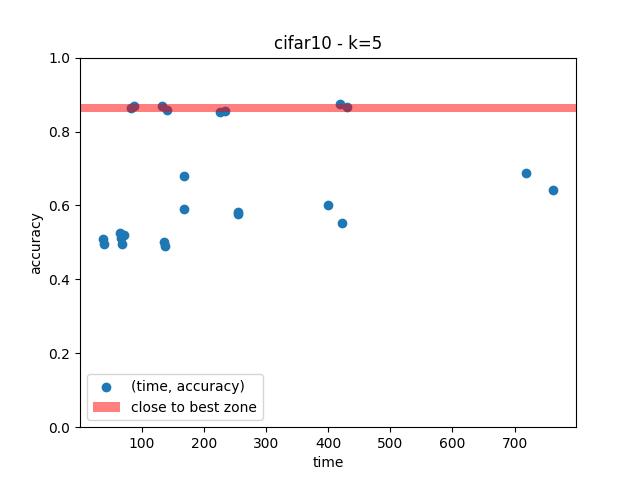 cifar10 - k=5
1.0
0.8
0.6
0.4
0.2
0.0
accuracy
(time, accuracy)
close to best zone
100 200 300 400 500 600 700
time